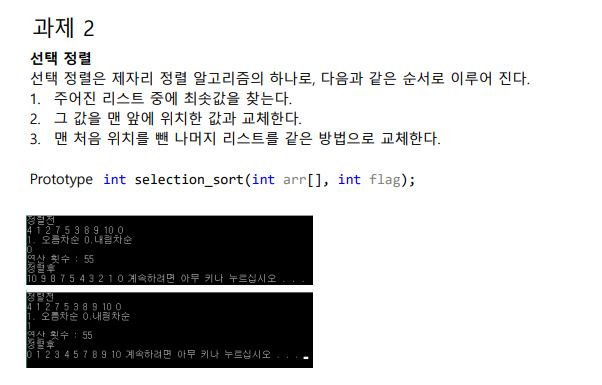 과제 2
선택 정렬
선택 정렬은 제자리 정렬 알고리즘의 하나로, 다음과 같은 순서로 이루어 진다.
1. 주어진 리스트 중에 최솟값을 찾는다.
2. 그 값을 맨 앞에 위치한 값과 교체한다.
3. 맨 처음 위치를 뺀 나머지 리스트를 같은 방법으로 교체한다.
Prototype int selection_sort(int arr[], int flag);
정렬전
4 1 2 7 5 3 8 9 10 0
1. 오름차순 0.내림차순
0
연산 횟수 : 55
정렬후
10 9 8 7 5 4 3 2 1 0 계속하려면 아무 키나 누르십시오 . . .
정렬전
4 1 2 7 5 3 8 9 10 0
1. 오름차순 0.내림차순
1
연산 횟수 : 55
정렬후
0 1 2 3 4 5 7 8 9 10 계속하려면 아무 키나 누르십시오 . . .